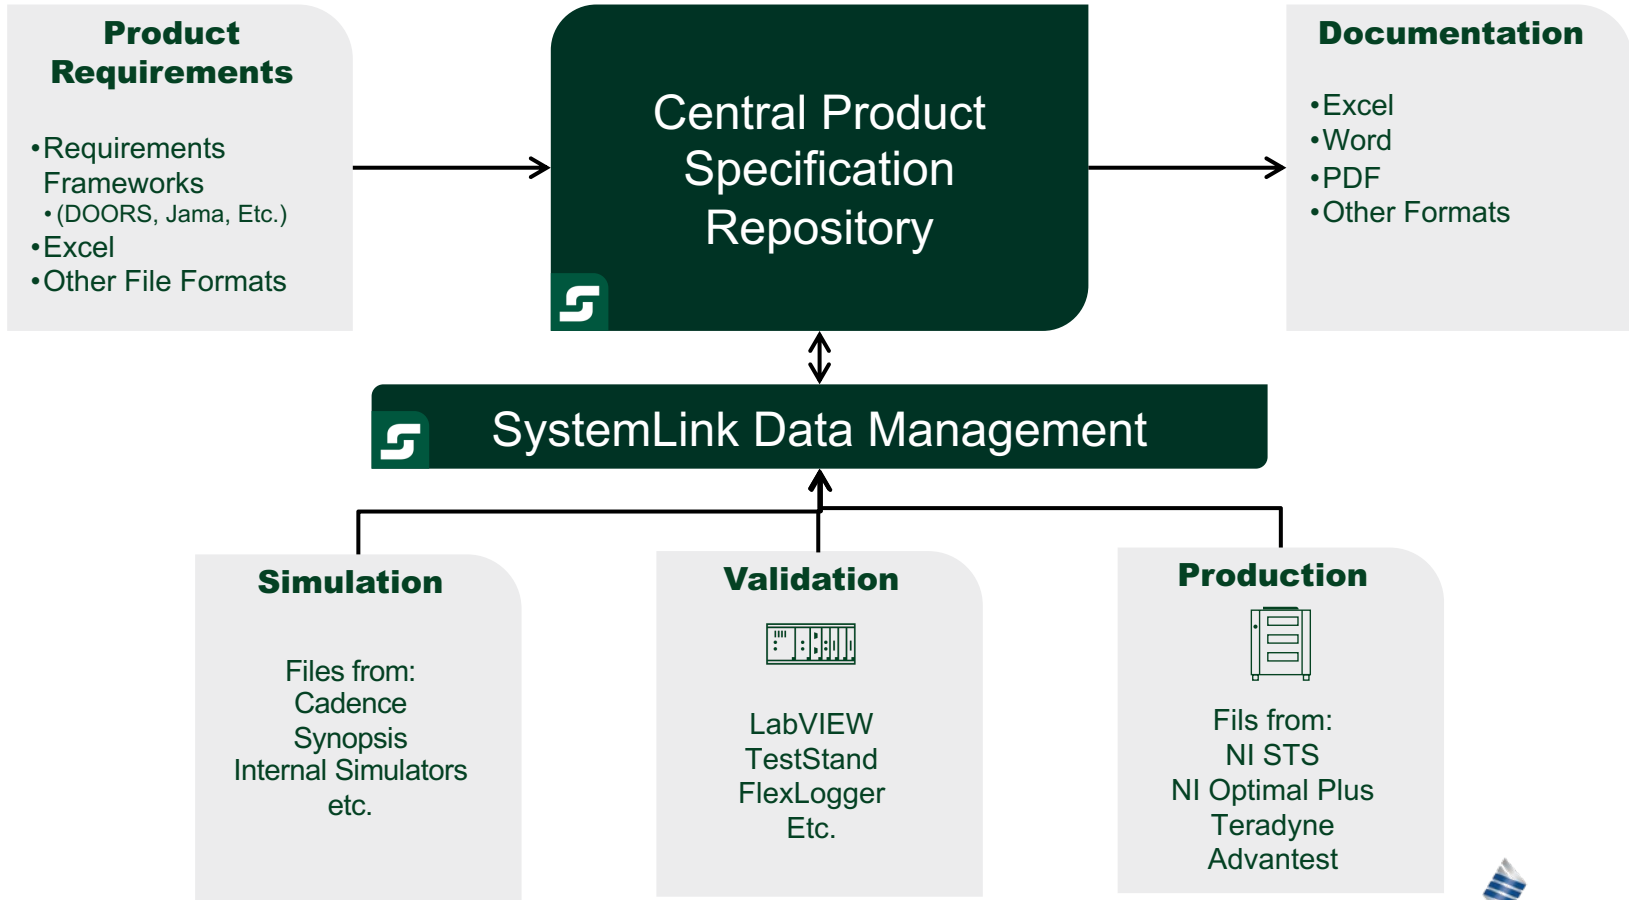 Product
Requirements
•Requirements
Frameworks
•(DOORS, Jama, Etc.)
•Excel
•Other File Formats
Central Product
Specification
Repository
Documentation
•Excel
•Word
•PDF
•Other Formats
SystemLink Data Management
Simulation
Files from:
Cadence
Synopsis
Internal Simulators
etc.
Validation
LabVIEW
TestStand
FlexLogger
Etc.
Production
Fils from:
NI STS
NI Optimal Plus
Teradyne
Advantest